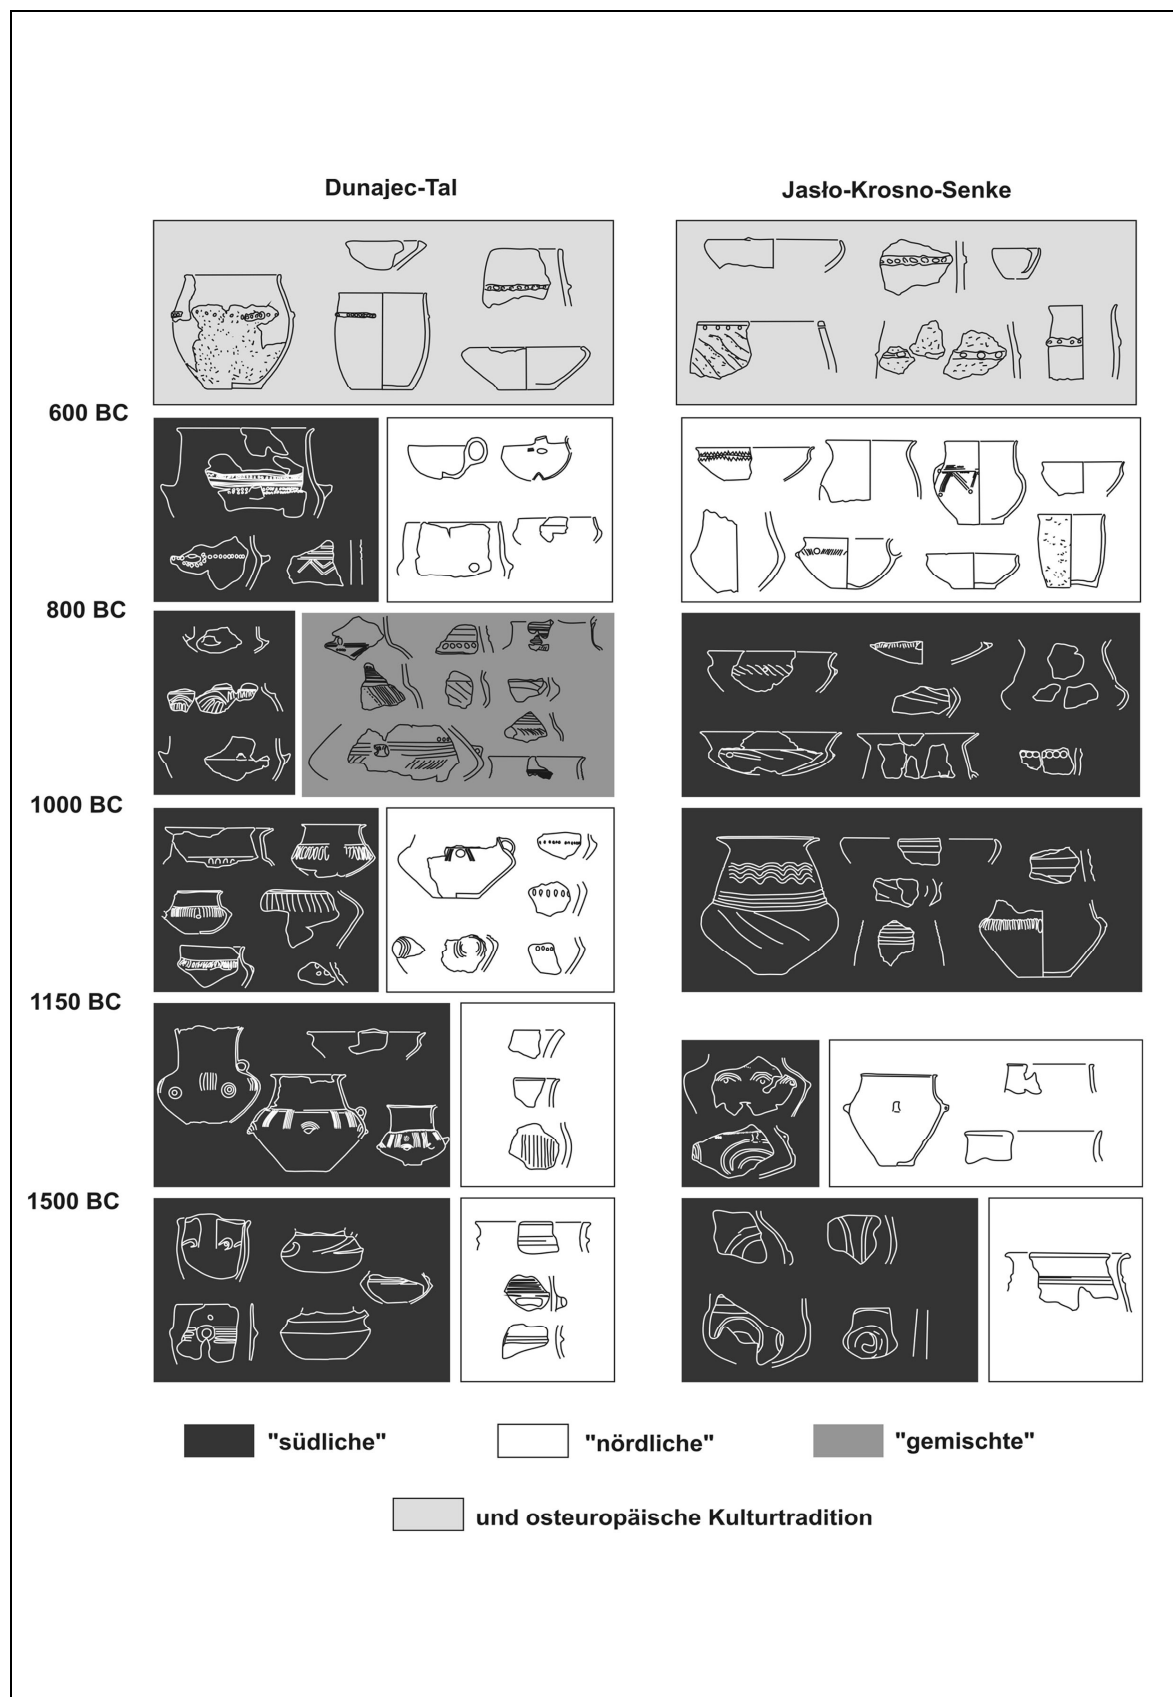 Dunajec-Tal
Jasło-Krosno-Senke
600 BC
800 BC
1000 BC
1150 BC
1500 BC
"südliche"
"nördliche"
"gemischte"
und osteuropäische Kulturtradition